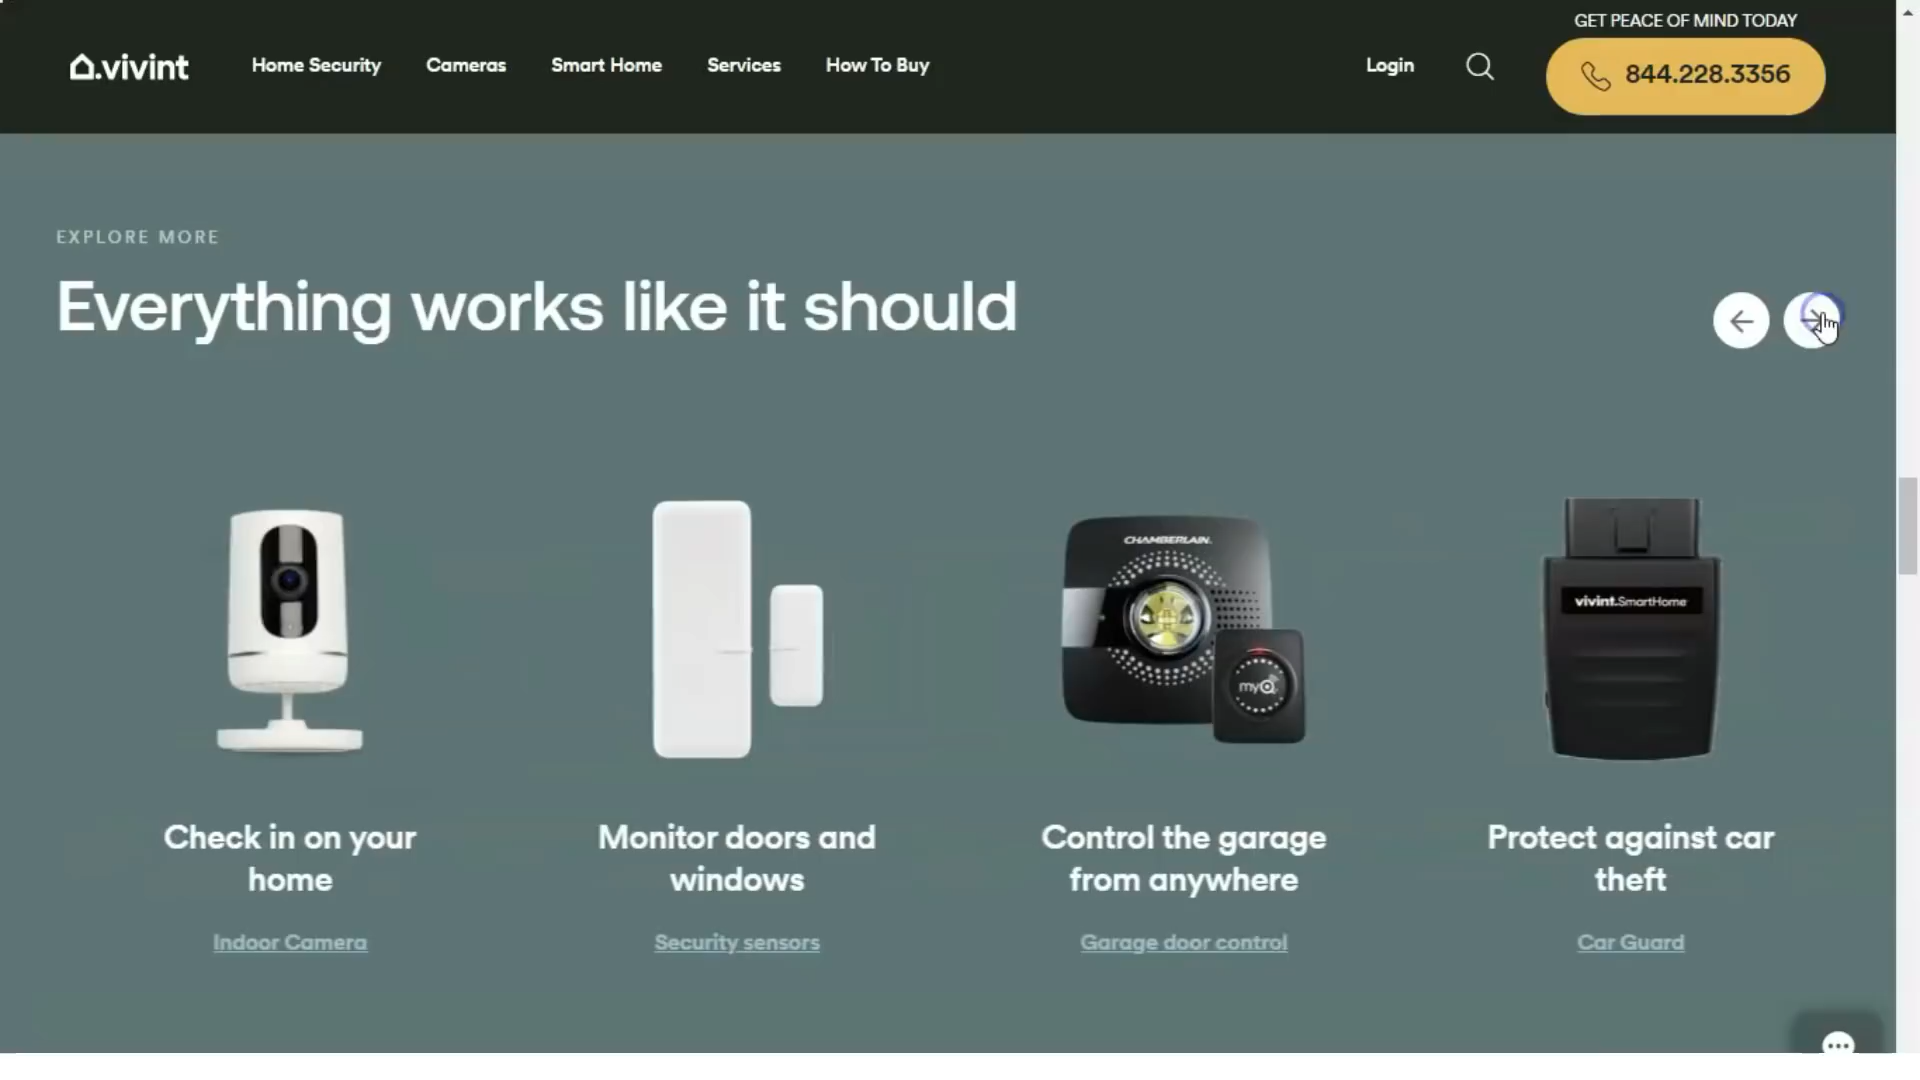 GET PEACE OF MIND TODAY
vivint
Home Security
Cameras
Smart Home
Services
How To Buy
Login
844.228.3356
EXPLORE MORE
Everything works like it should
CHAMBERLAIN
myQ
vivint.SmartHome
Check in on your
home
Indoor Camera
Monitor doors and
windows
Security sensors
Control the garage
from anywhere
Garage door control
Protect against car
theft
Car Guard